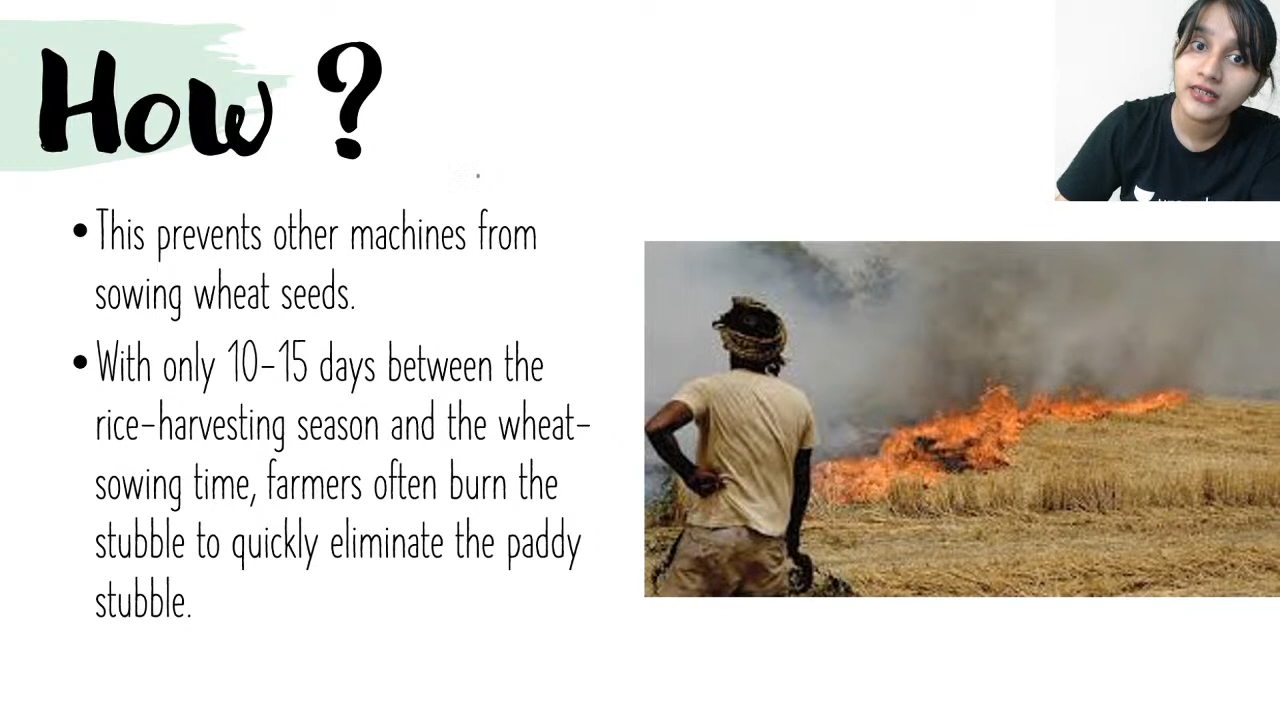 How ?
• This prevents other machines from
sowing wheat seeds.
• With only 10-15 days between the
rice-harvesting season and the wheat-
sowing time, farmers often burn the
stubble to quickly eliminate the paddy
stubble.